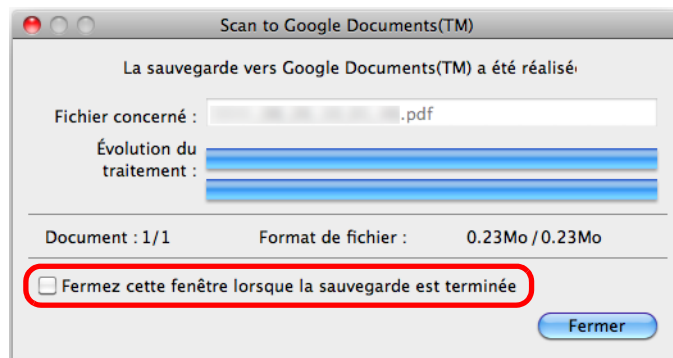 Scan to Google Documents(TM)
La sauvegarde vers Google Documents(TM) a été réalisé
Fichier concerné : .pdf
Évolution du
traitement :
Document : 1/1 Format de fichier : 0.23Mo / 0.23Mo
Fermez cette fenêtre lorsque la sauvegarde est terminée
Fermer